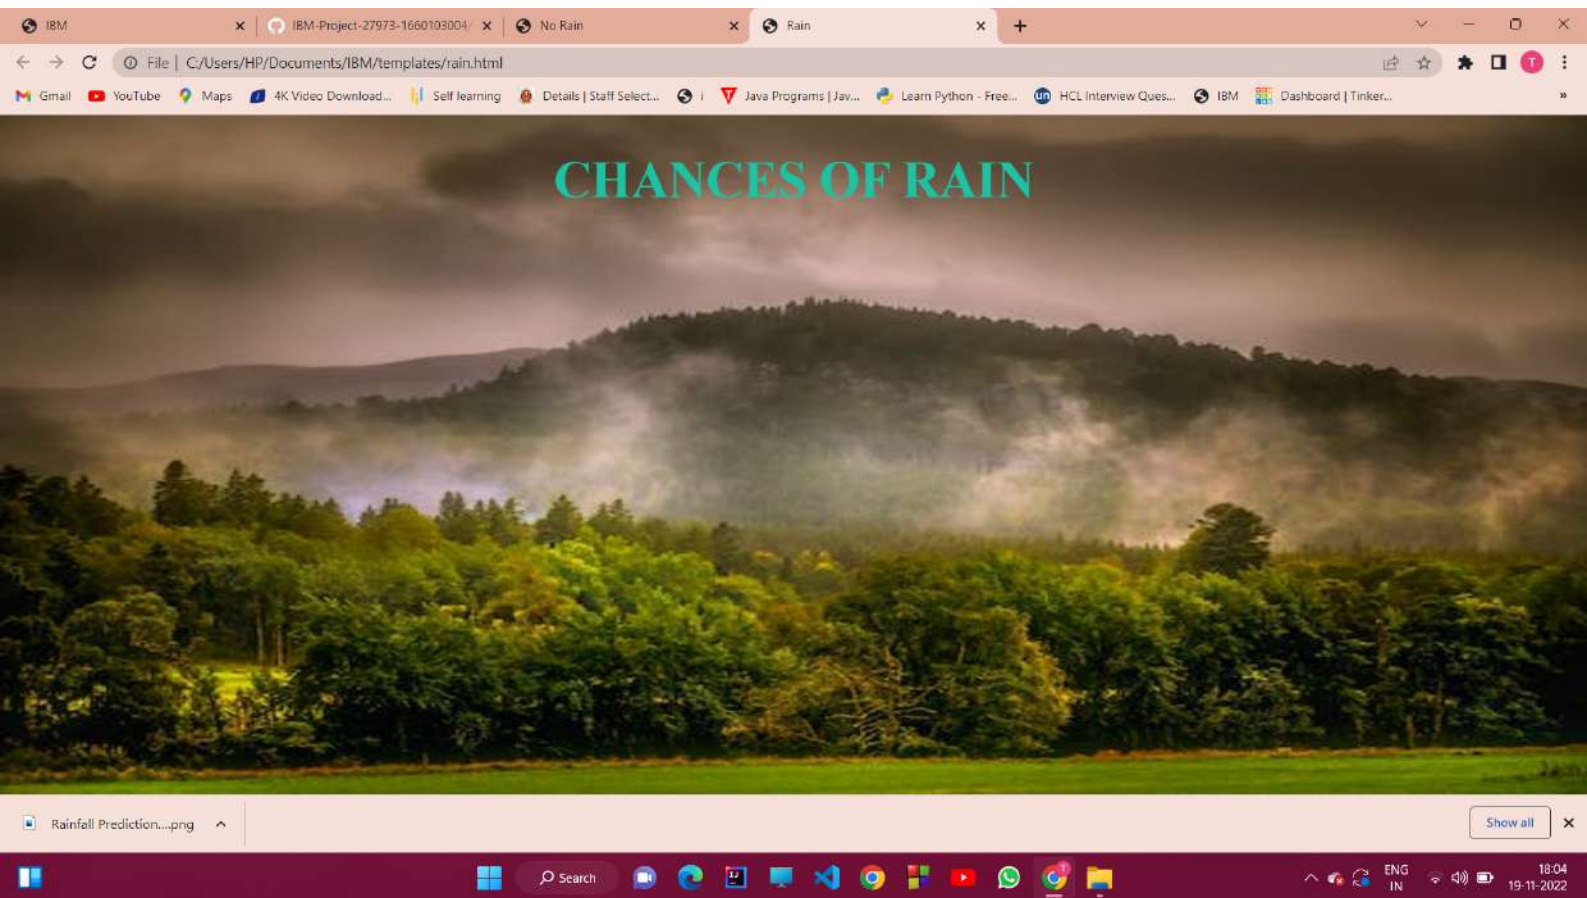 IBM
IBM-Project-27973-1660103004/
No Rain
Rain
File | C:/Users/HP/Documents/IBM/templates/rain.html
T
Gmail YouTube Maps 4K Video Download... Self learning Details | Staff Select... i Java Programs | Jav... Learn Python - Free... HCL Interview Ques... IBM Dashboard | Tinker... »
CHANCES OF RAIN
Rainfall Prediction....png
Show all
Search
ENG
IN
18:04
19-11-2022